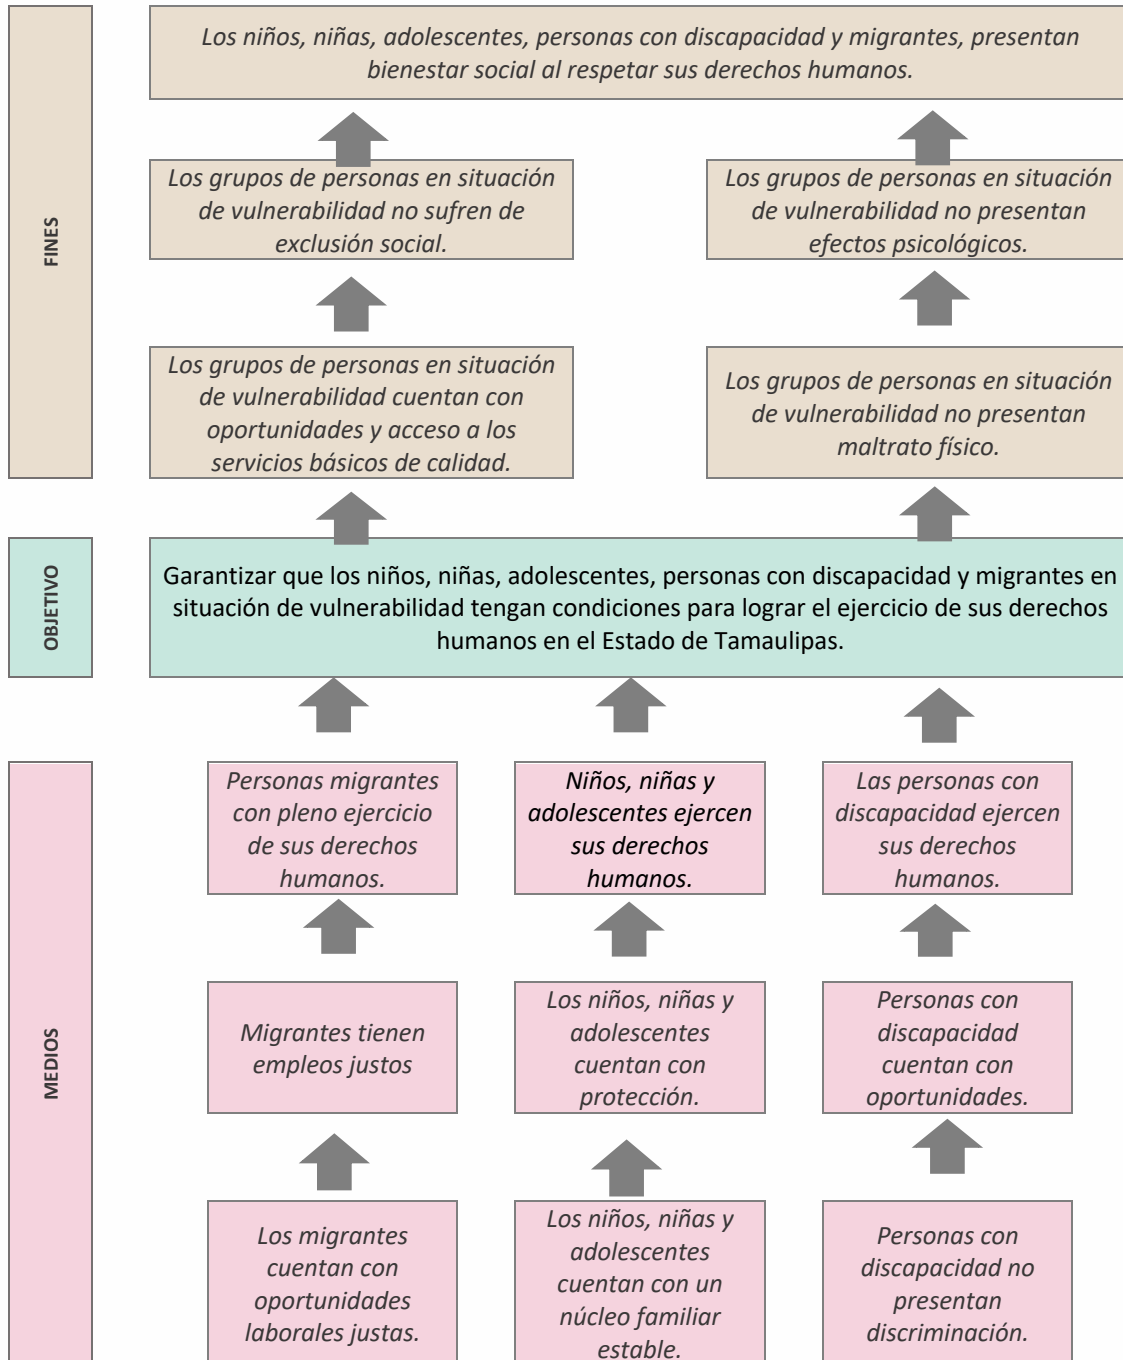 FINES
Los niños, niñas, adolescentes, personas con discapacidad y migrantes, presentan
bienestar social al respetar sus derechos humanos.
Los grupos de personas en situación
de vulnerabilidad no sufren de
exclusión social.
Los grupos de personas en situación
de vulnerabilidad no presentan
efectos psicológicos.
Los grupos de personas en situación
de vulnerabilidad cuentan con
oportunidades y acceso a los
servicios básicos de calidad.
Los grupos de personas en situación
de vulnerabilidad no presentan
maltrato físico.
OBJETIVO
Garantizar que los niños, niñas, adolescentes, personas con discapacidad y migrantes en
situación de vulnerabilidad tengan condiciones para lograr el ejercicio de sus derechos
humanos en el Estado de Tamaulipas.
MEDIOS
Personas migrantes
con pleno ejercicio
de sus derechos
humanos.
Niños, niñas y
adolescentes ejercen
sus derechos
humanos.
Las personas con
discapacidad ejercen
sus derechos
humanos.
Migrantes tienen
empleos justos
Los niños, niñas y
adolescentes
cuentan con
protección.
Personas con
discapacidad
cuentan con
oportunidades.
Los migrantes
cuentan con
oportunidades
laborales justas.
Los niños, niñas y
adolescentes
cuentan con un
núcleo familiar
estable.
Personas con
discapacidad no
presentan
discriminación.